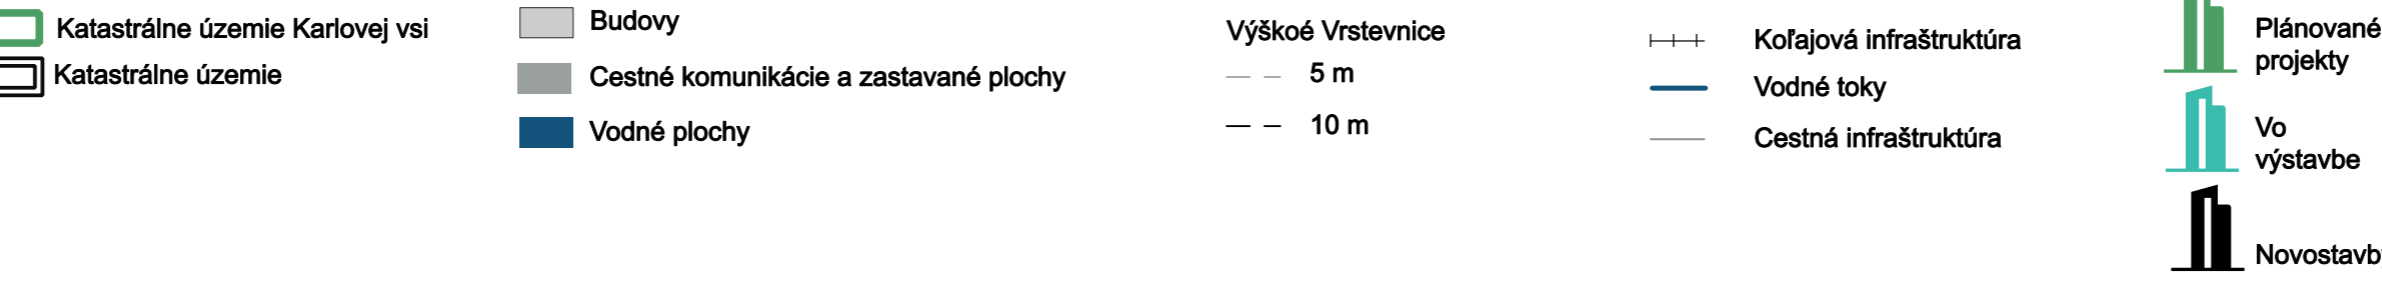 Katastrálne územie Karlovej vsi
Katastrálne územie
Budovy
Cestné komunikácie a zastavané plochy
Vodné plochy
Výškoé Vrstevnice
5 m
10 m
Koľajová infraštruktúra
Vodné toky
Cestná infraštruktúra
Plánované
projekty
Vo
výstavbe
Novostavby